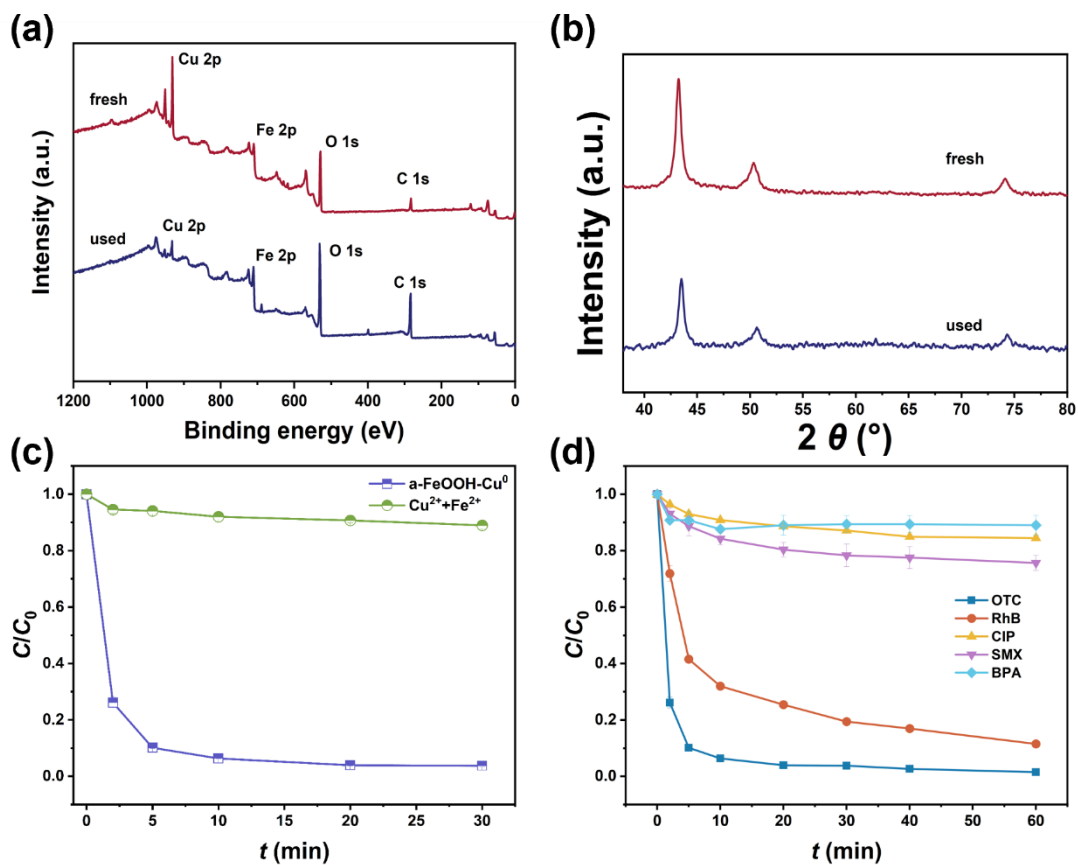 (a)
Cu 2p
fresh
Fe 2p
O 1s
C 1s
used
Cu 2p
Fe 2p
O 1s
C 1s
Intensity (a.u.)
1200 1000 800 600 400 200 0
Binding energy (eV)
(b)
fresh
used
Intensity (a.u.)
40 45 50 55 60 65 70 75 80
2 θ (°)
(c)
a-FeOOH-Cu⁰
Cu²⁺+Fe²⁺
1.0
0.8
0.6
0.4
0.2
0.0
C/C₀
0 5 10 15 20 25 30
t (min)
(d)
1.0
0.8
0.6
0.4
0.2
0.0
C/C₀
OTC
RhB
CIP
SMX
BPA
0 10 20 30 40 50 60
t (min)